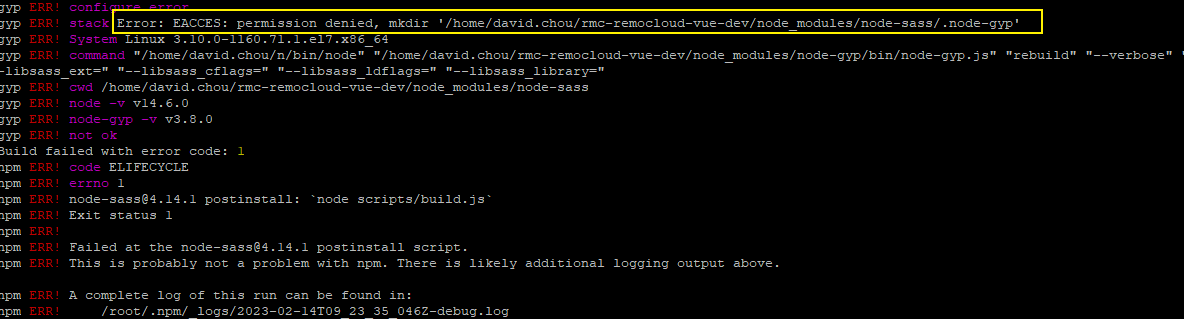 gyp ERR! configure error
gyp ERR! stack Error: EACCES: permission denied, mkdir '/home/david.chou/rmc-remocloud-vue-dev/node_modules/node-sass/.node-gyp'
gyp ERR! System Linux 3.10.0-1160.71.1.el7.x86_64
gyp ERR! command "/home/david.chou/n/bin/node" "/home/david.chou/rmc-remocloud-vue-dev/node_modules/node-gyp/bin/node-gyp.js" "rebuild" "--verbose" "
-libsass_ext=" "--libsass_cflags=" "--libsass_ldflags=" "--libsass_library="
gyp ERR! cwd /home/david.chou/rmc-remocloud-vue-dev/node_modules/node-sass
gyp ERR! node -v v14.6.0
gyp ERR! node-gyp -v v3.8.0
gyp ERR! not ok
Build failed with error code: 1
npm ERR! code ELIFECYCLE
npm ERR! errno 1
npm ERR! node-sass@4.14.1 postinstall: `node scripts/build.js`
npm ERR! Exit status 1
npm ERR!
npm ERR! Failed at the node-sass@4.14.1 postinstall script.
npm ERR! This is probably not a problem with npm. There is likely additional logging output above.
npm ERR! A complete log of this run can be found in:
npm ERR!     /root/.npm/_logs/2023-02-14T09_23_35_046Z-debug.log